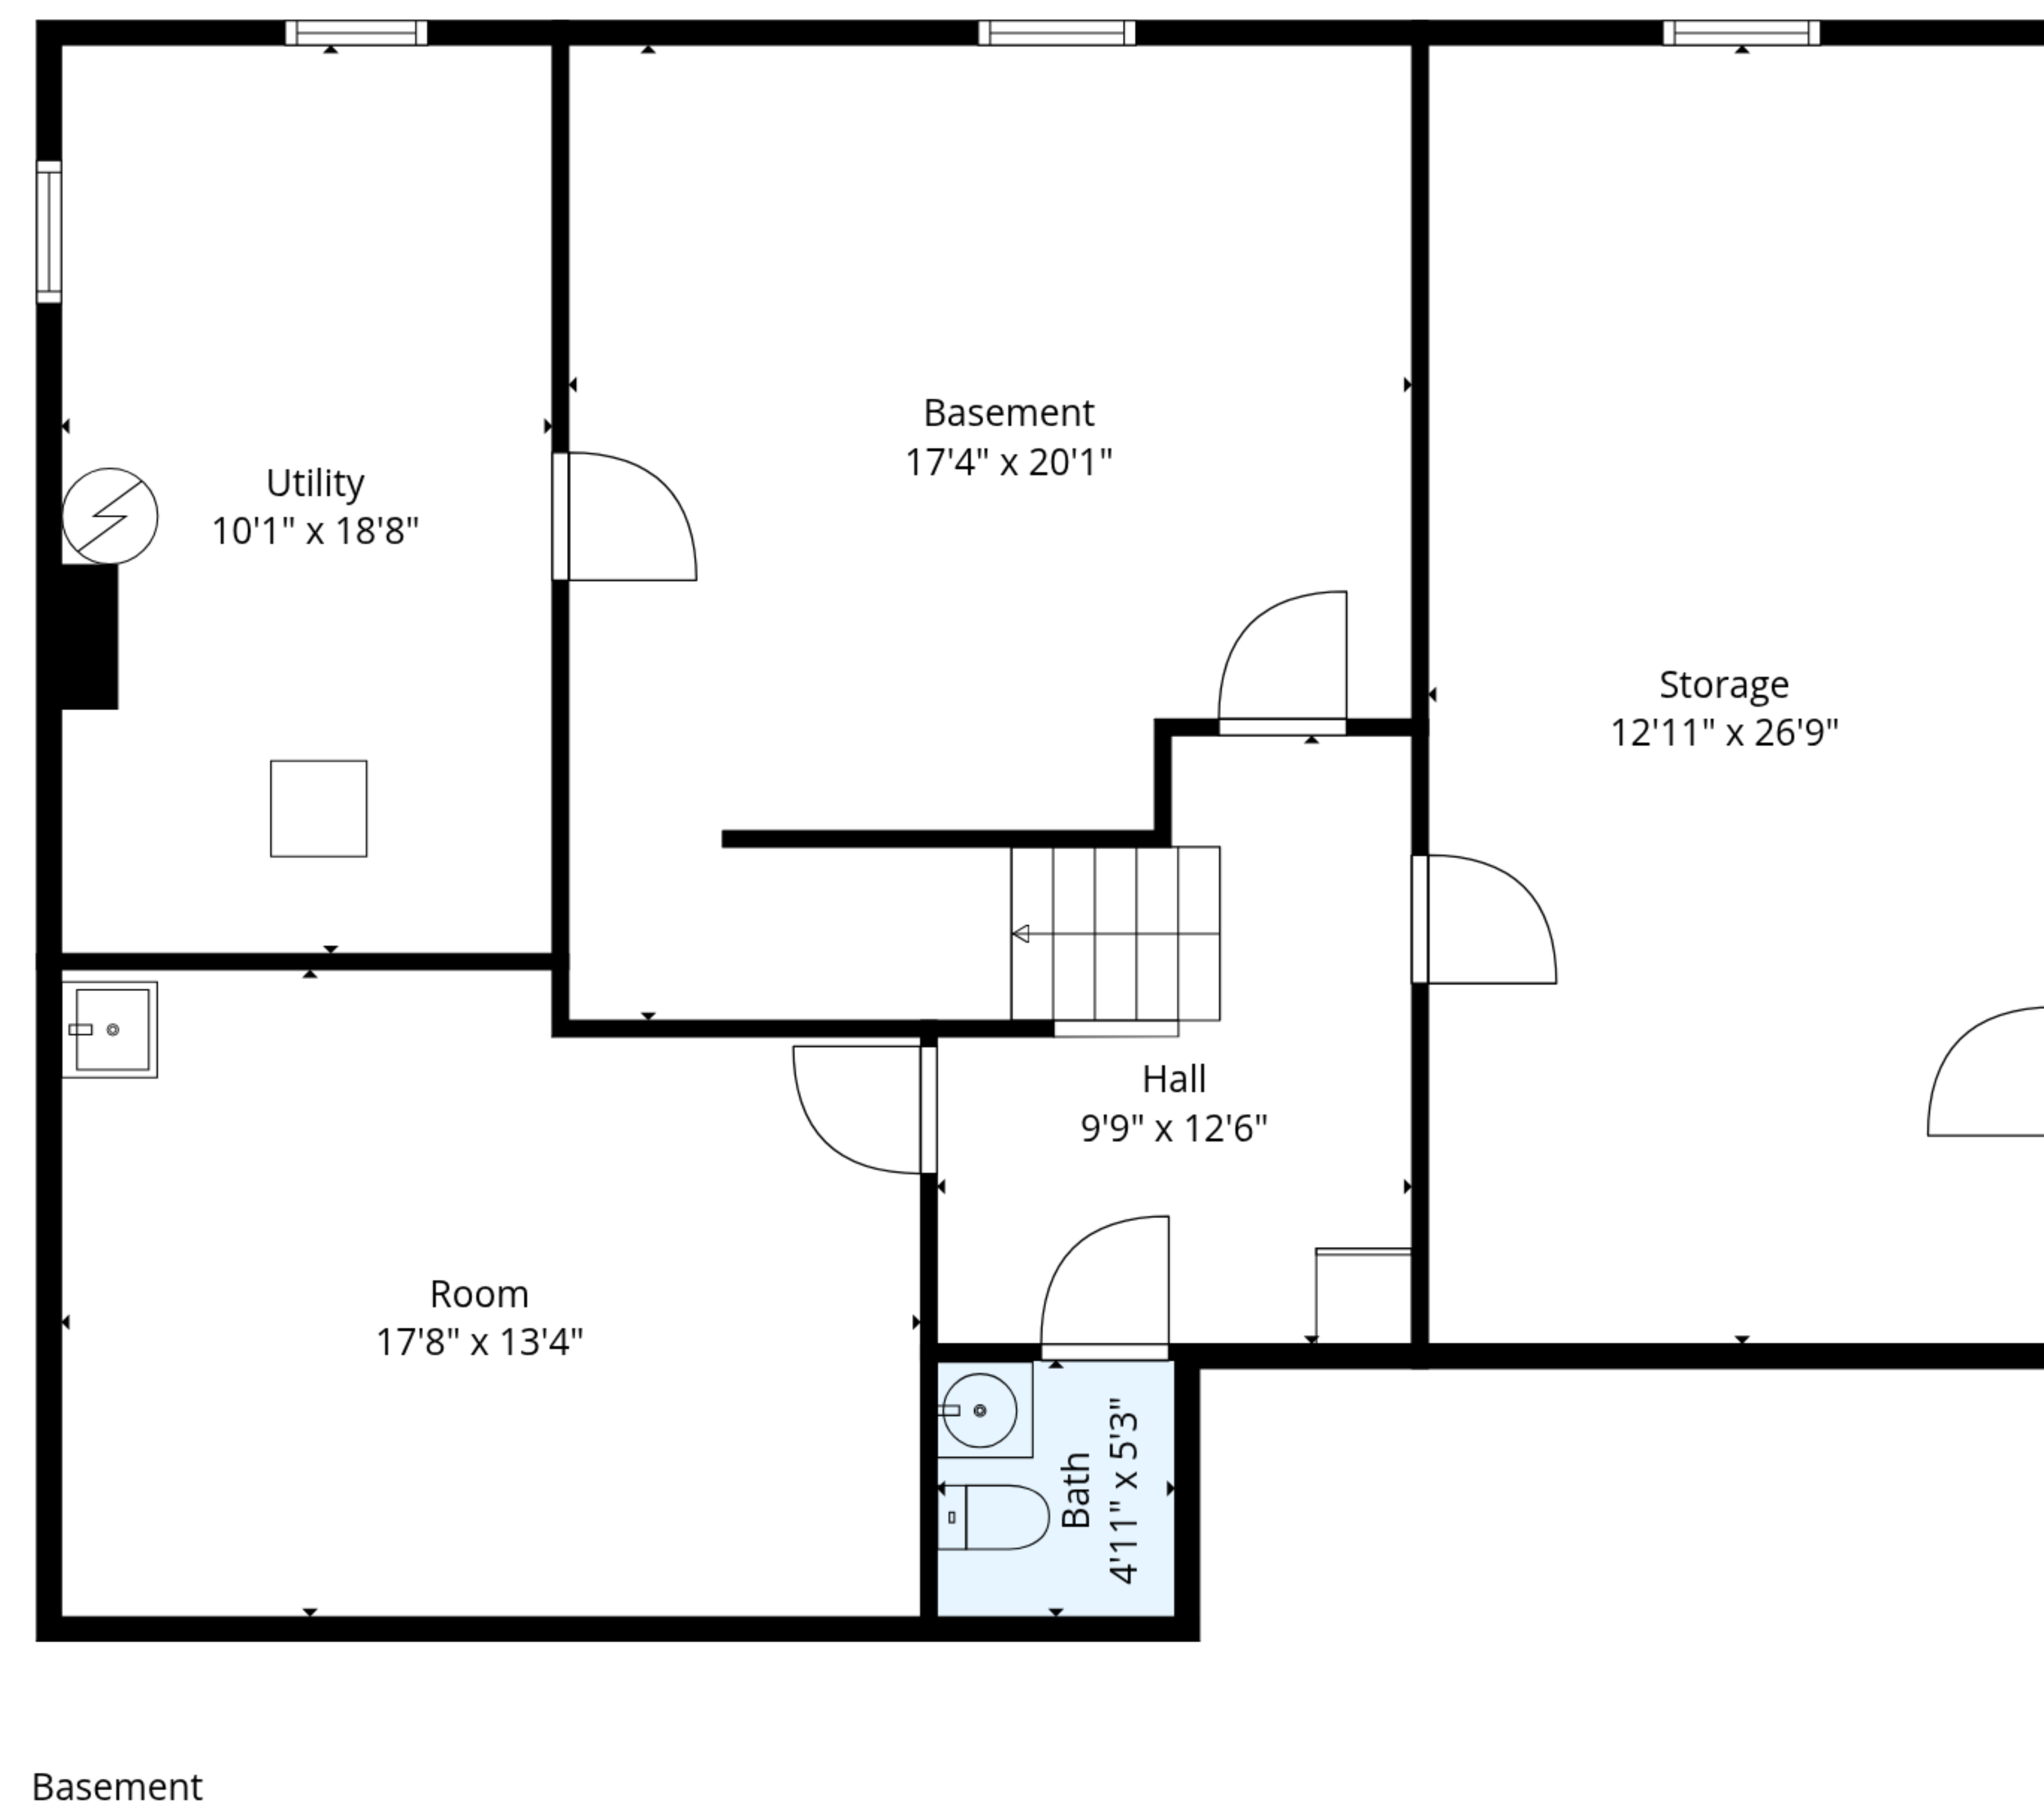 Basement
17'4" x 20'1"
Utility
10'1" x 18'8"
Storage
12'11" x 26'9"
Hall
9'9" x 12'6"
Room
17'8" x 13'4"
Bath
4'11" x 5'3"
Basement